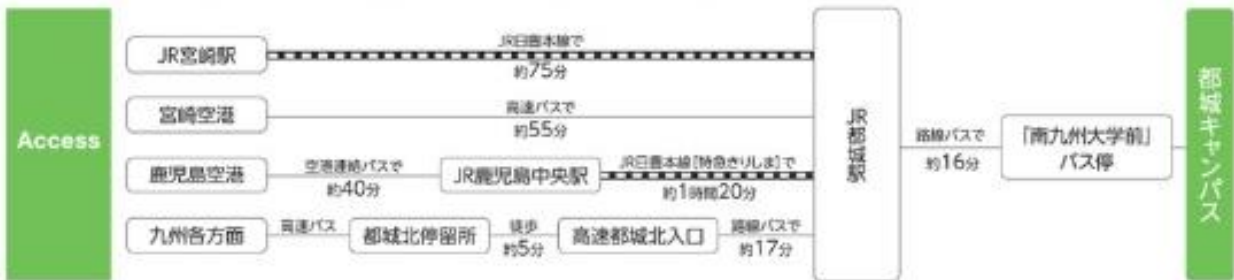 Access
JR宮崎駅
JR日豊本線で
約75分
宮崎空港
高速バスで
約55分
鹿児島空港
空港連絡バスで
約40分
JR鹿児島中央駅
JR日豊本線[特急きりしま]で
約1時間20分
九州各方面
高速バス
都城北停留所
徒歩
約5分
高速都城北入口
路線バスで
約17分
JR都城駅
路線バスで
約16分
「南九州大学前」
バス停
都城キャンパス